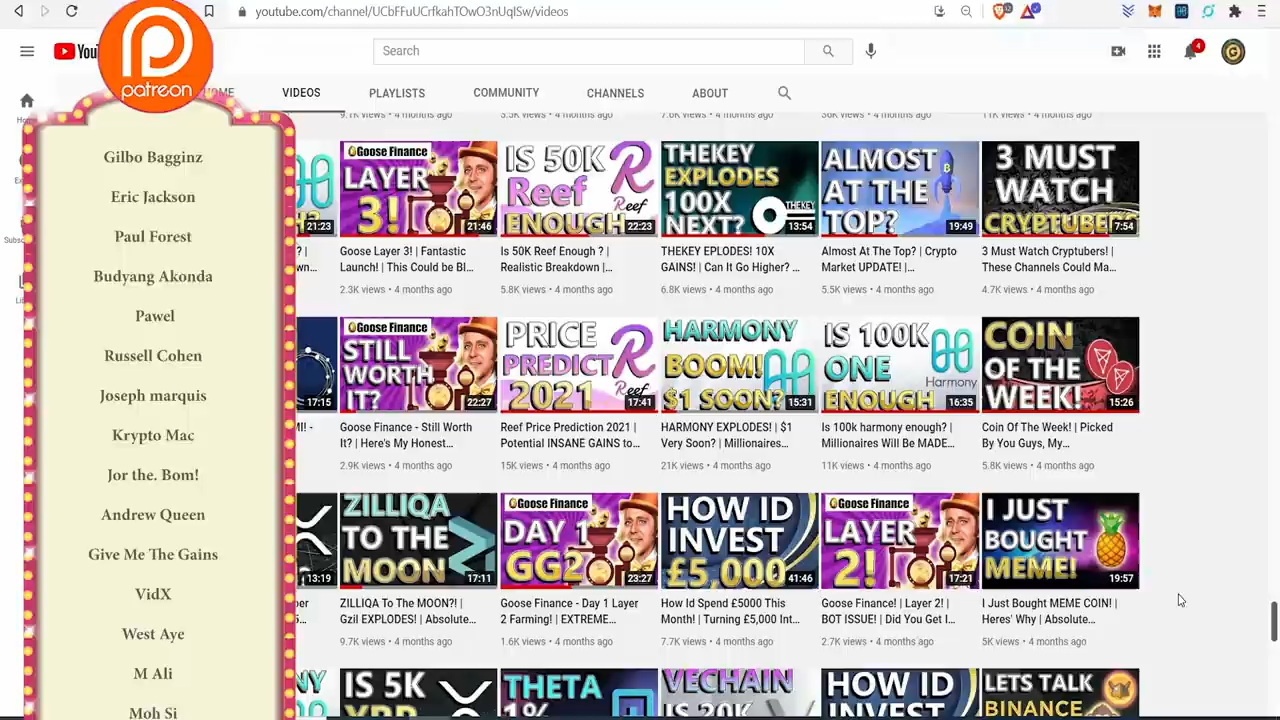 youtube.com/channel/UCbFFuUCrfkahTOwO3nUqISw/videos
patreon
Search
4
VIDEOS
PLAYLISTS
COMMUNITY
CHANNELS
ABOUT
Gilbo Bagginz
Eric Jackson
Paul Forest
Budyang Akonda
Pawel
Russell Cohen
Jøseph marquis
Krypto Mac
Jor the. Bom!
Andrew Queen
Give Me The Gains
VidX
West Aye
M Ali
Moh Si
21:23
Goose Finance
LAYER
3!
21:46
IS 50K
Reef
ENOUGH
Reef
22:23
THEKEY
EXPLODES
100X
NEXT?
THEKEY
13:54
ALMOST
AT THE
TOP?
19:49
3 MUST
WATCH
CRYPTUBER
7:54
Goose Layer 3! | Fantastic
Launch! | This Could be BI...
2.3K views • 4 months ago
Is 50K Reef Enough ? |
Realistic Breakdown |...
5.8K views • 4 months ago
THEKEY EPLODES! 10X
GAINS! | Can It Go Higher? ...
6.8K views • 4 months ago
Almost At The Top? | Crypto
Market UPDATE! |...
5.5K views • 4 months ago
3 Must Watch Cryptubers! |
These Channels Could Ma...
4.7K views • 4 months ago
17:15
Goose Finance
STILL
WORTH
IT?
22:27
PRICE
PREDICT
2021
Reef
17:41
HARMONY
BOOM!
$1 SOON?
15:31
IS 100K
ONE
ENOUGH
Harmony
16:35
COIN
OF THE
WEEK!
15:26
Goose Finance - Still Worth
It? | Here's My Honest...
2.9K views • 4 months ago
Reef Price Prediction 2021 |
Potential INSANE GAINS to...
15K views • 4 months ago
HARMONY EXPLODES! | $1
Very Soon? | Millionaires...
21K views • 4 months ago
Is 100k harmony enough? |
Millionaires Will Be MADE...
11K views • 4 months ago
Coin Of The Week! | Picked
By You Guys, My...
5.8K views • 4 months ago
13:19
ZILLIQA
TO THE
MOON
17:11
Goose Finance
DAY 1
GG2
23:27
HOW ID
INVEST
£5,000
41:46
Goose Finance
LAYER
2!
17:21
I JUST
BOUGHT
MEME!
19:57
ZILLIQA To The MOON?! |
Gzil EXPLODES! | Absolute...
9.7K views • 4 months ago
Goose Finance - Day 1 Layer
2 Farming! | EXTREME...
1.6K views • 4 months ago
How Id Spend £5000 This
Month! | Turning £5,000 Int...
7.7K views • 4 months ago
Goose Finance! | Layer 2! |
BOT ISSUE! | Did You Get I...
2.7K views • 4 months ago
I Just Bought MEME COIN! |
Heres' Why | Absolute...
5K views • 4 months ago
IS 5K
THETA
1%
VECHAIN
IS 20K
HOW ID
INVEST
LETS TALK
BINANCE